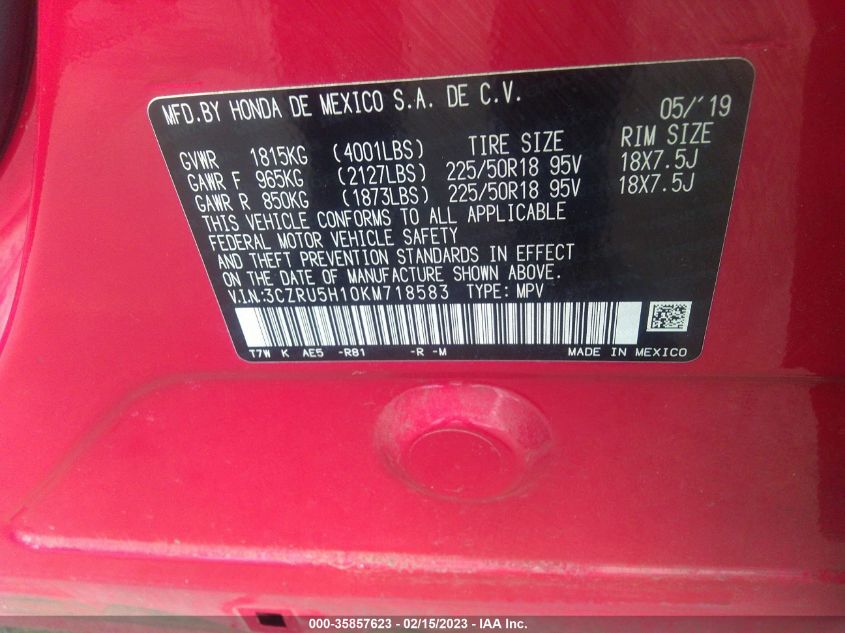 MFD.BY HONDA DE MEXICO S.A. DE C.V. 05/'19
TIRE SIZE RIM SIZE
GVWR 1815KG (4001LBS)
GAWR F 965KG (2127LBS) 225/50R18 95V 18X7.5J
GAWR R 850KG (1873LBS) 225/50R18 95V 18X7.5J
THIS VEHICLE CONFORMS TO ALL APPLICABLE
FEDERAL MOTOR VEHICLE SAFETY
AND THEFT PREVENTION STANDARDS IN EFFECT
ON THE DATE OF MANUFACTURE SHOWN ABOVE.
V.I.N.:3CZRU5H10KM718583 TYPE: MPV
T7W K AE5 -R81 -R -M MADE IN MEXICO
000-35857623 - 02/15/2023 - IAA Inc.